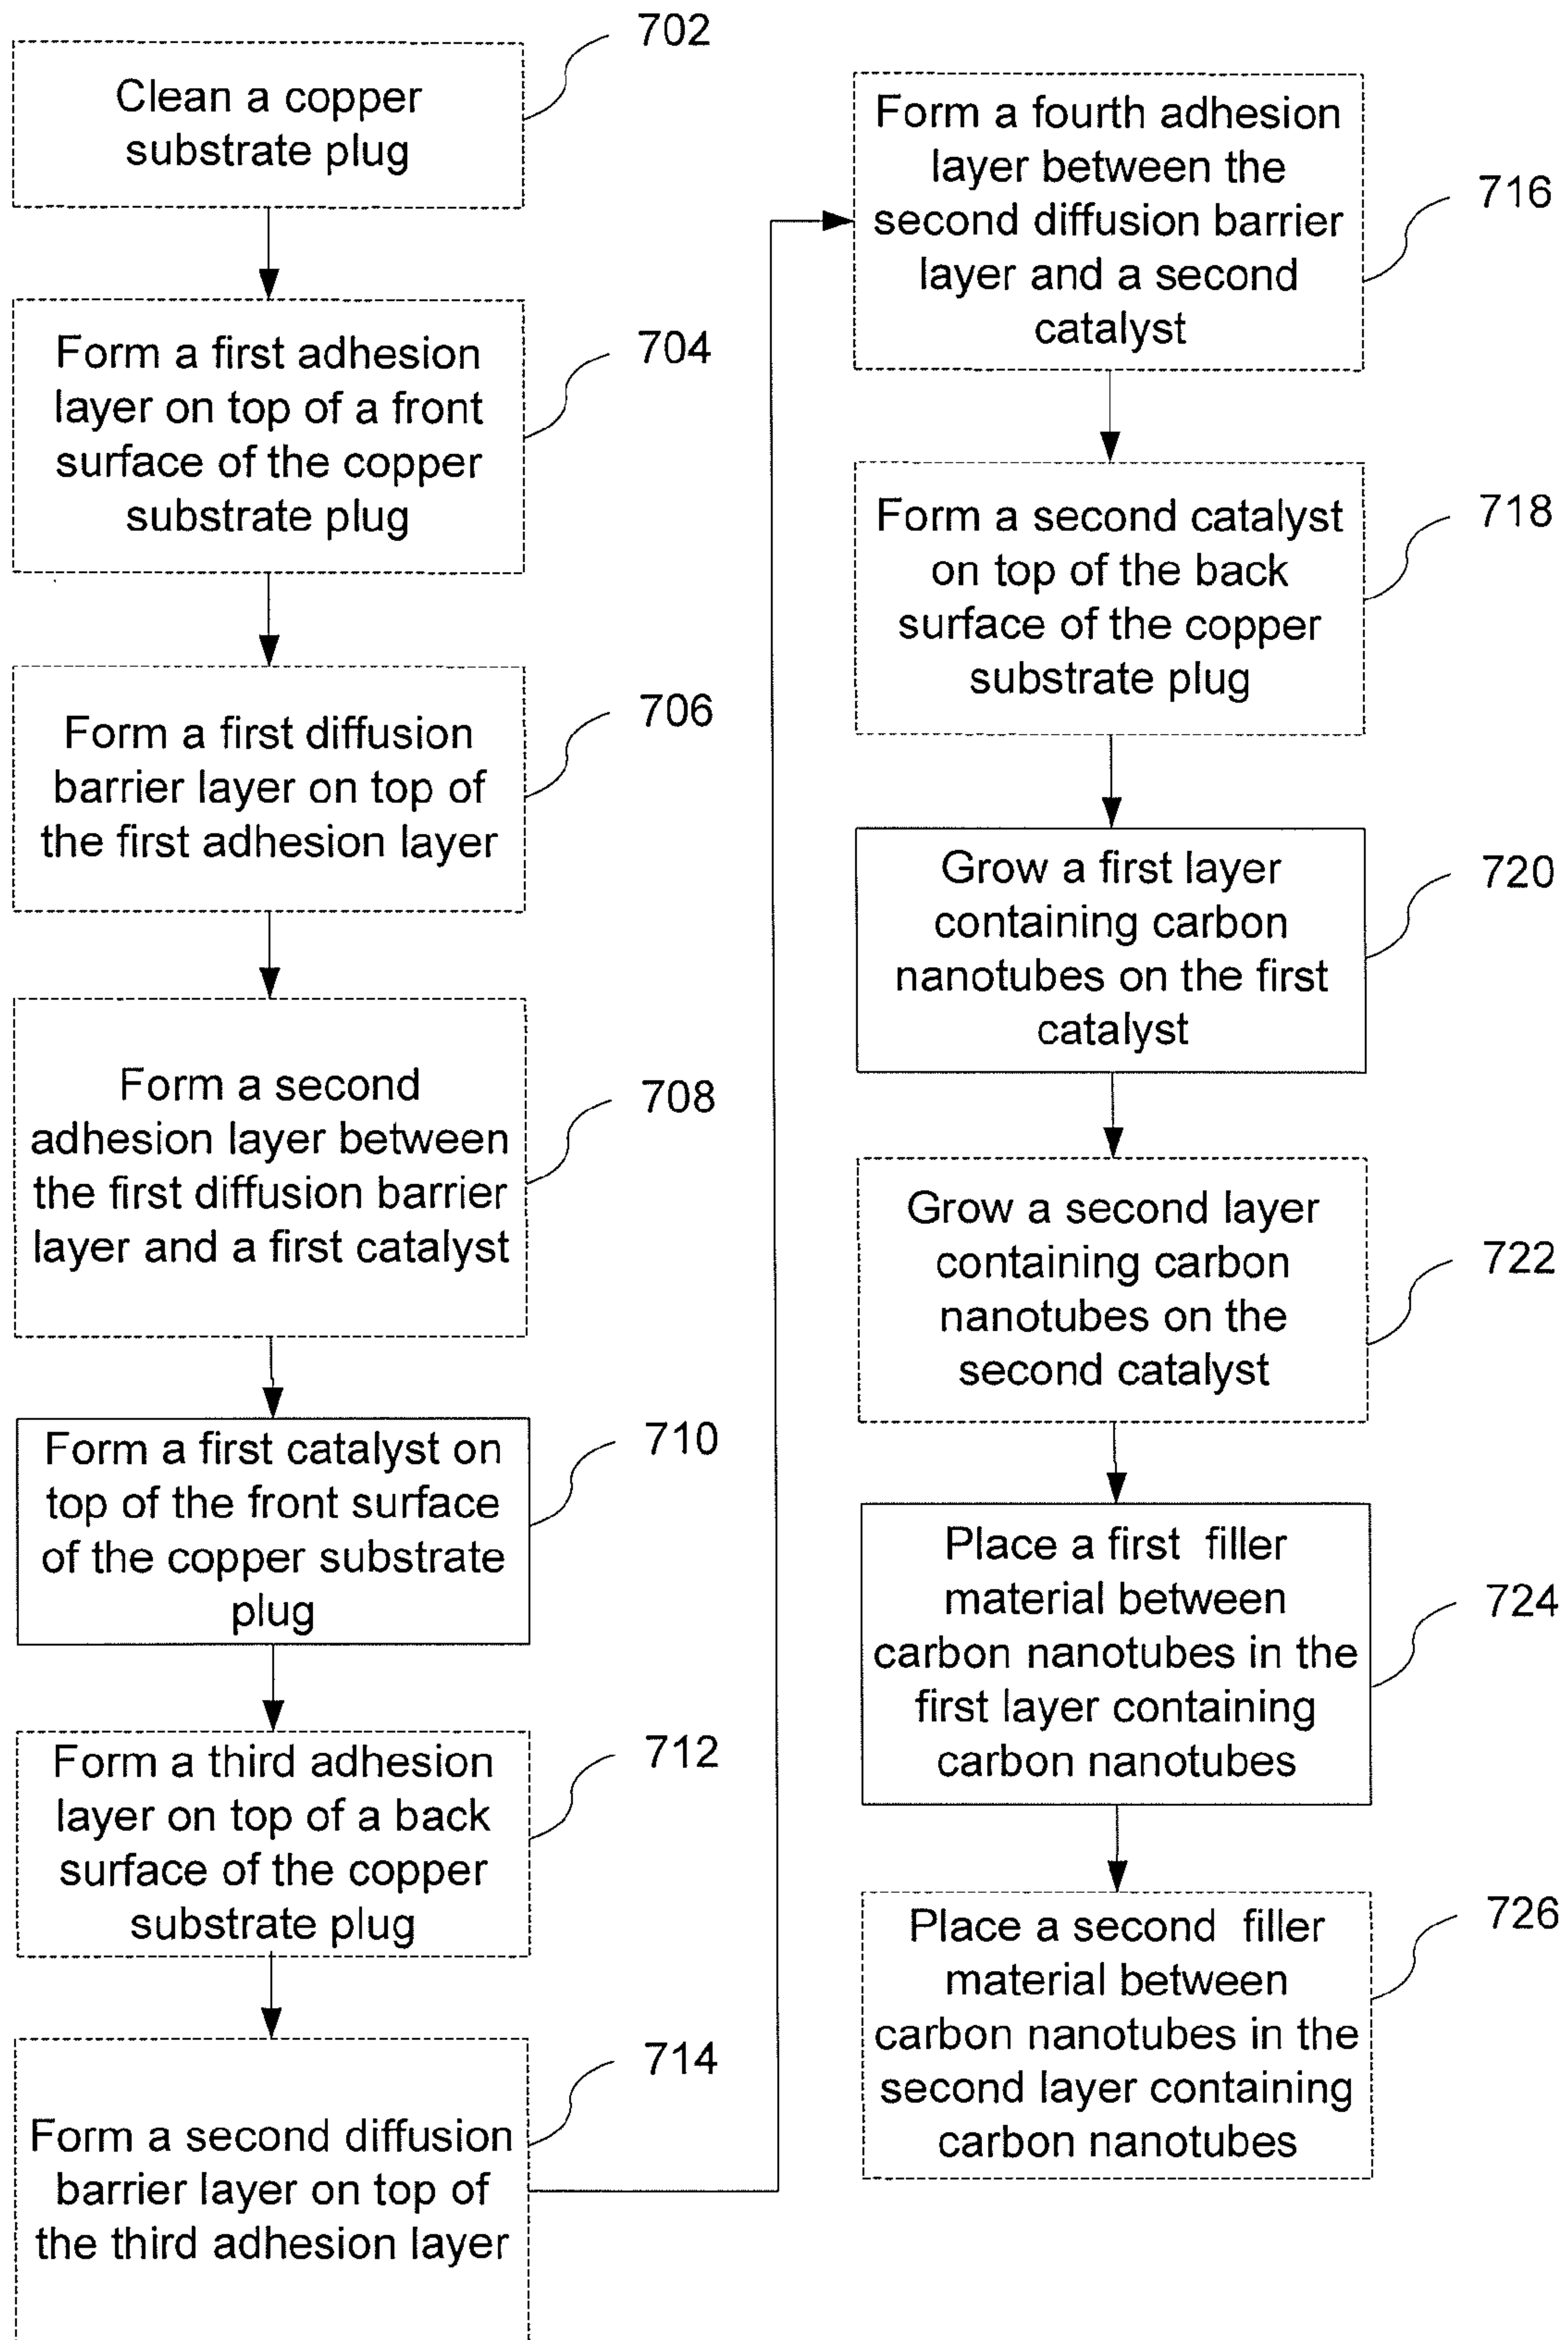 702
Clean a copper
substrate plug
704
Form a first adhesion
layer on top of a front
surface of the copper
substrate plug
706
Form a first diffusion
barrier layer on top of
the first adhesion layer
708
Form a second
adhesion layer between
the first diffusion barrier
layer and a first catalyst
710
Form a first catalyst on
top of the front surface
of the copper substrate
plug
712
Form a third adhesion
layer on top of a back
surface of the copper
substrate plug
714
Form a second diffusion
barrier layer on top of
the third adhesion layer
716
Form a fourth adhesion
layer between the
second diffusion barrier
layer and a second
catalyst
718
Form a second catalyst
on top of the back
surface of the copper
substrate plug
720
Grow a first layer
containing carbon
nanotubes on the first
catalyst
722
Grow a second layer
containing carbon
nanotubes on the
second catalyst
724
Place a first filler
material between
carbon nanotubes in the
first layer containing
carbon nanotubes
726
Place a second filler
material between
carbon nanotubes in the
second layer containing
carbon nanotubes